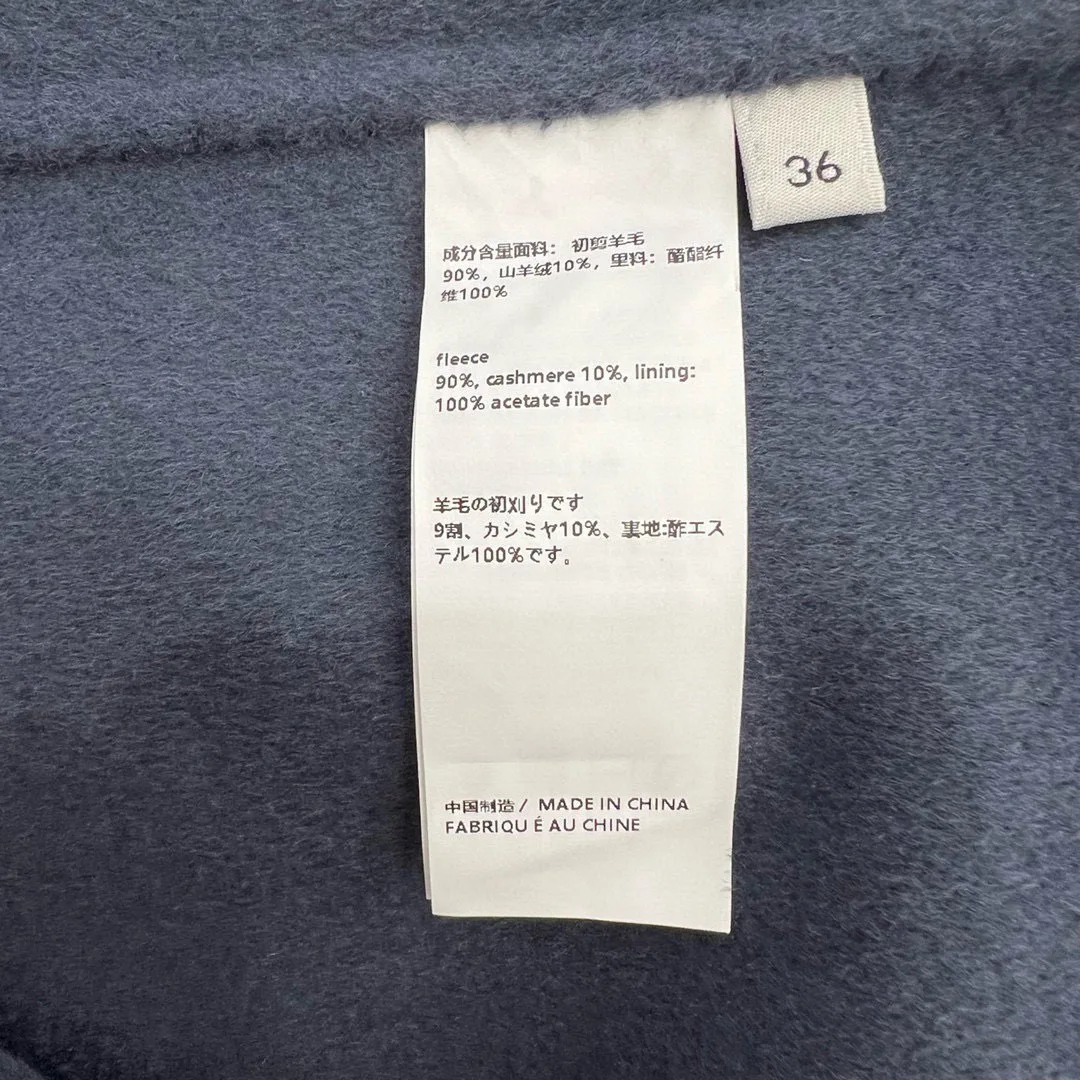 36
成分含量面料：初剪羊毛
90%，山羊绒10%，里料：醋酯纤
维100%
fleece
90%, cashmere 10%, lining:
100% acetate fiber
羊毛の初刈りです
9割、カシミヤ10%、裏地:酢エス
テル100%です。
中国制造/ MADE IN CHINA
FABRIQU É AU CHINE